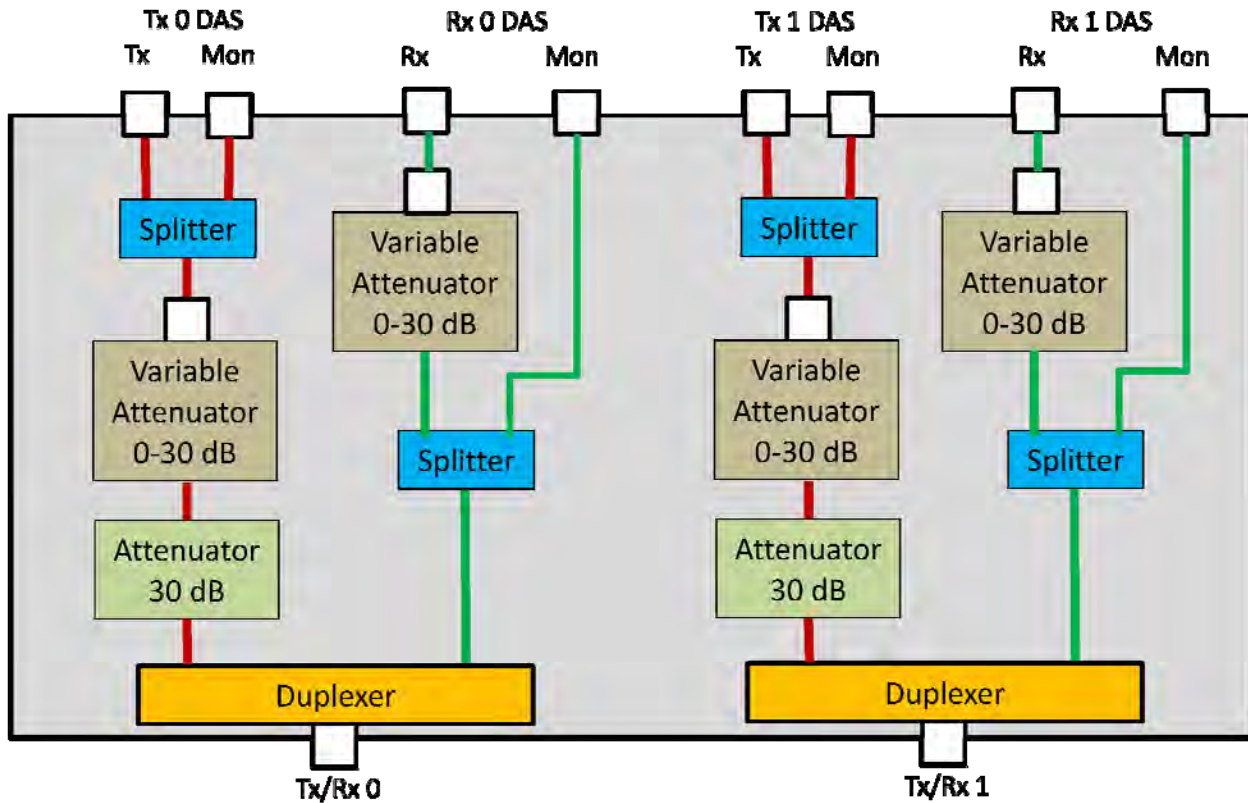 Tx 0 DAS Rx 0 DAS Tx 1 DAS Rx 1 DAS
Tx Mon Rx Mon Tx Mon Rx Mon
Splitter
Variable
Attenuator
0-30 dB
Attenuator
30 dB
Variable
Attenuator
0-30 dB
Splitter
Duplexer
Tx/Rx 0
Splitter
Variable
Attenuator
0-30 dB
Attenuator
30 dB
Variable
Attenuator
0-30 dB
Splitter
Duplexer
Tx/Rx 1